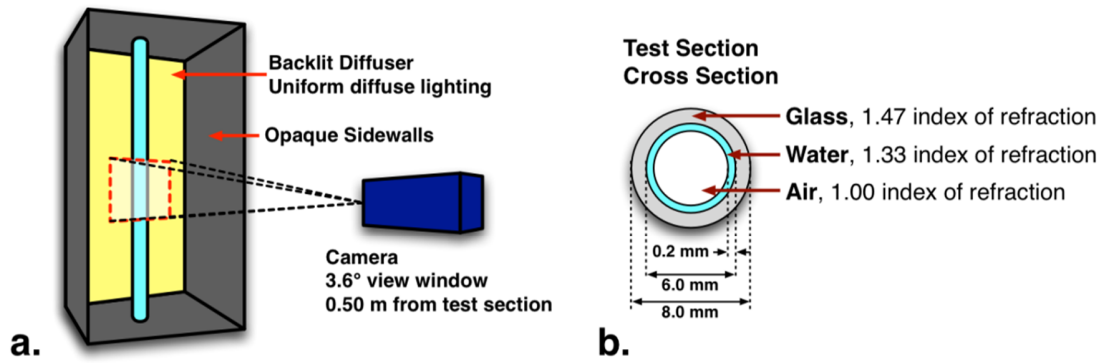 Backlit Diffuser
Uniform diffuse lighting
Opaque Sidewalls
Camera
3.6° view window
0.50 m from test section
a.
Test Section
Cross Section
Glass, 1.47 index of refraction
Water, 1.33 index of refraction
Air, 1.00 index of refraction
0.2 mm
6.0 mm
8.0 mm
b.